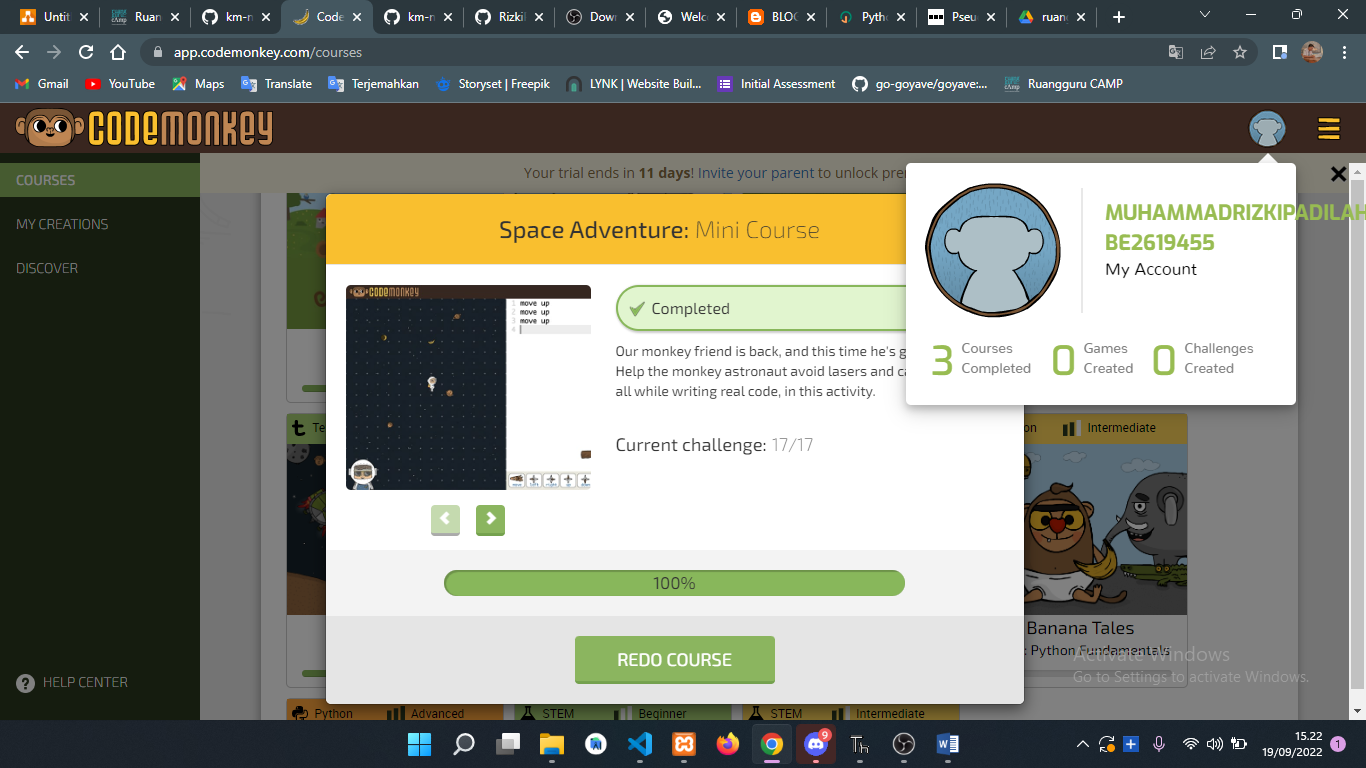 Untit
Ruan
km-n
Code
km-n
Rizkil
Dow
Welc
BLOG
Pyth
Pseu
ruang
app.codemonkey.com/courses
Gmail
YouTube
Maps
Translate
Terjemahkan
Storyset | Freepik
LYNK | Website Buil...
Initial Assessment
go-goyave/goyave:...
Ruangguru CAMP
CODEMONKEY
COURSES
MY CREATIONS
DISCOVER
HELP CENTER
Your trial ends in 11 days! Invite your parent to unlock pre
Space Adventure: Mini Course
CODEMONKEY
1 move up
2 move up
3 move up
4
Completed
Our monkey friend is back, and this time he's g
Help the monkey astronaut avoid lasers and ca
all while writing real code, in this activity.
Current challenge: 17/17
100%
REDO COURSE
MUHAMMADRIZKIPADILAH
BE2619455
My Account
3 Courses Completed
0 Games Created
0 Challenges Created
Te
on
Intermediate
Banana Tales
: Python Fundamentals
Activate Windows
Go to Settings to activate Windows.
Python
Advanced
STEM
Beginner
STEM
Intermediate
9
Th
15.22
19/09/2022
1